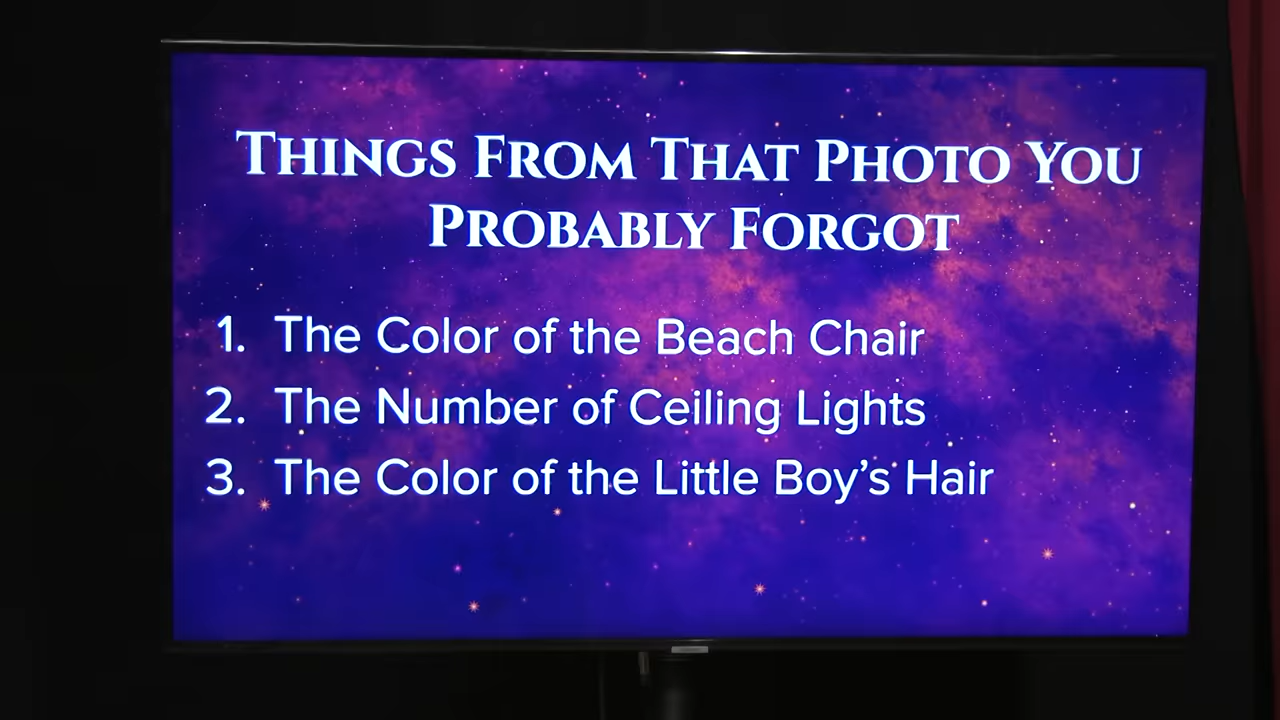 THINGS FROM THAT PHOTO YOU
PROBABLY FORGOT
1. The Color of the Beach Chair
2. The Number of Ceiling Lights
3. The Color of the Little Boy's Hair